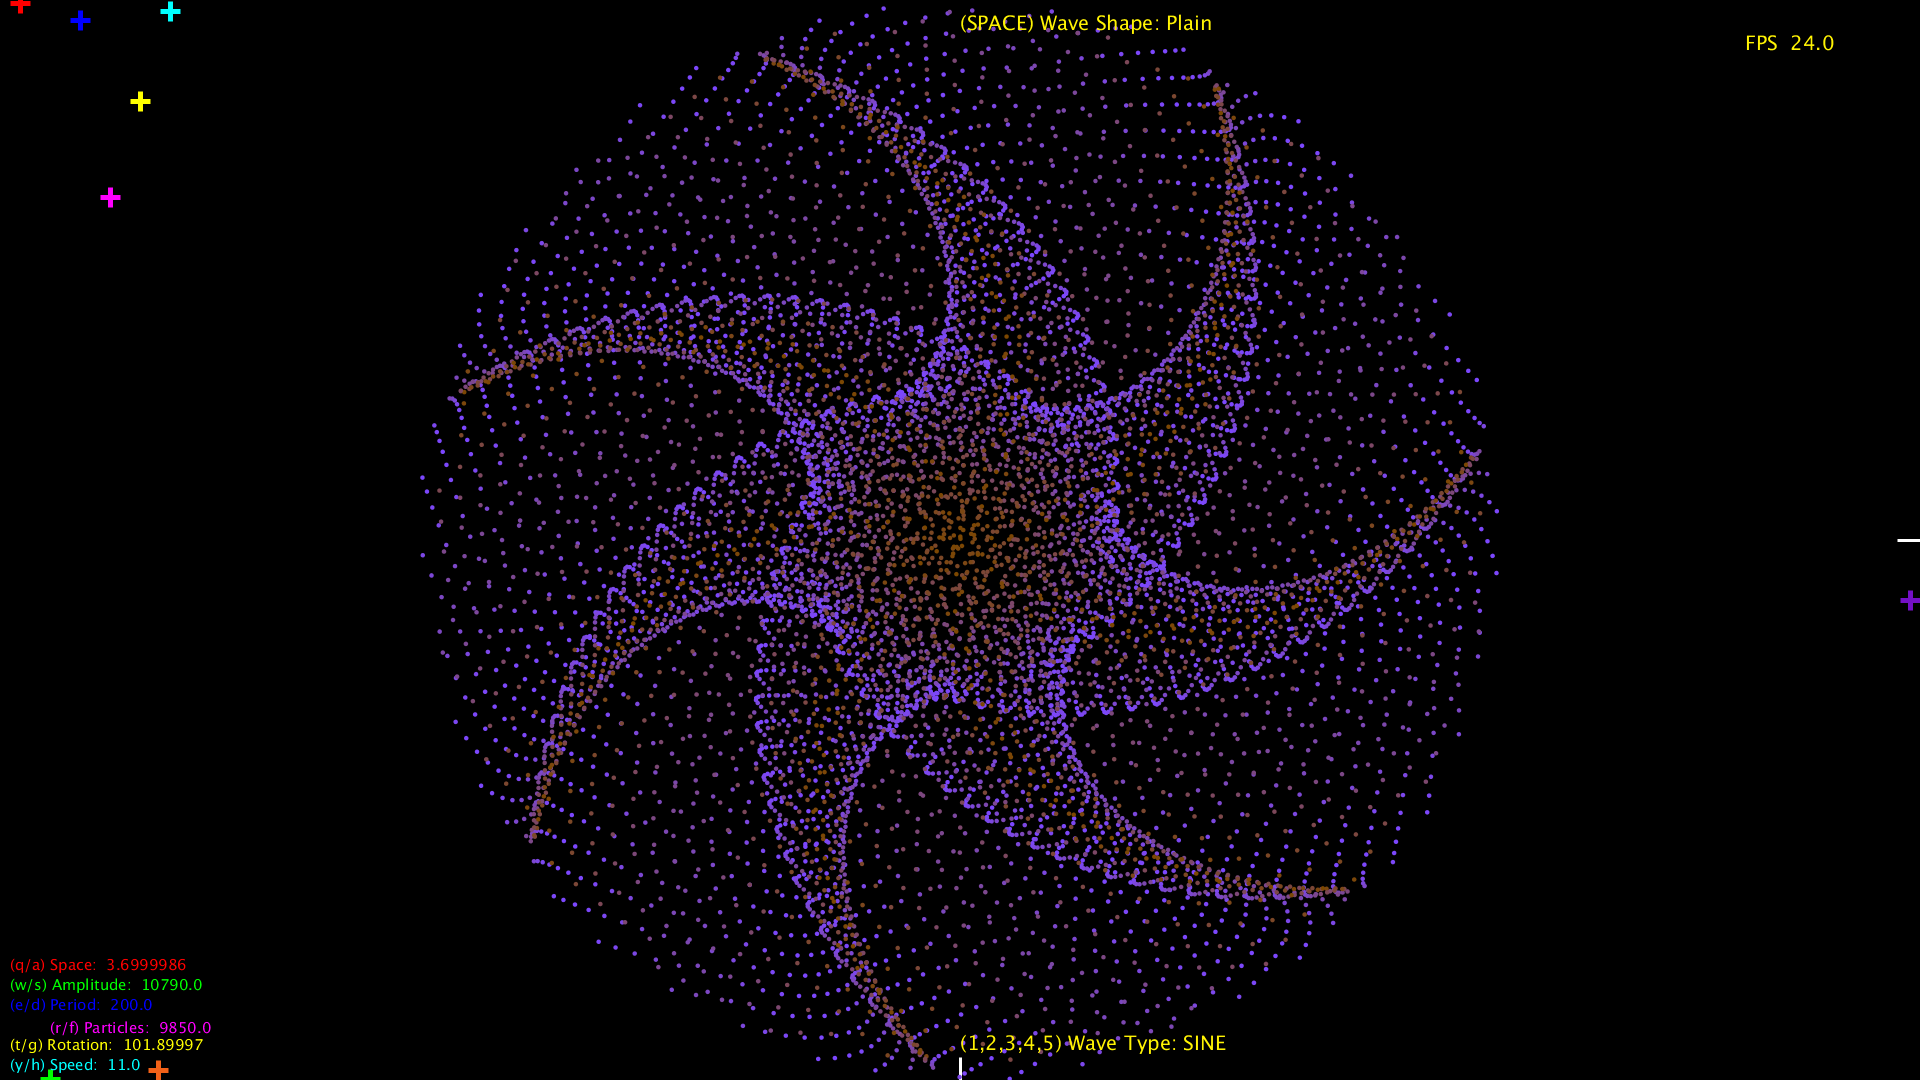 (SPACE) Wave Shape: Plain
FPS 24.0
(q/a) Space: 3.6999986
(w/s) Amplitude: 10790.0
(e/d) Period: 200.0
(r/f) Particles: 9850.0
(t/g) Rotation: 101.89997
(y/h) Speed: 11.0
(1,2,3,4,5) Wave Type: SINE